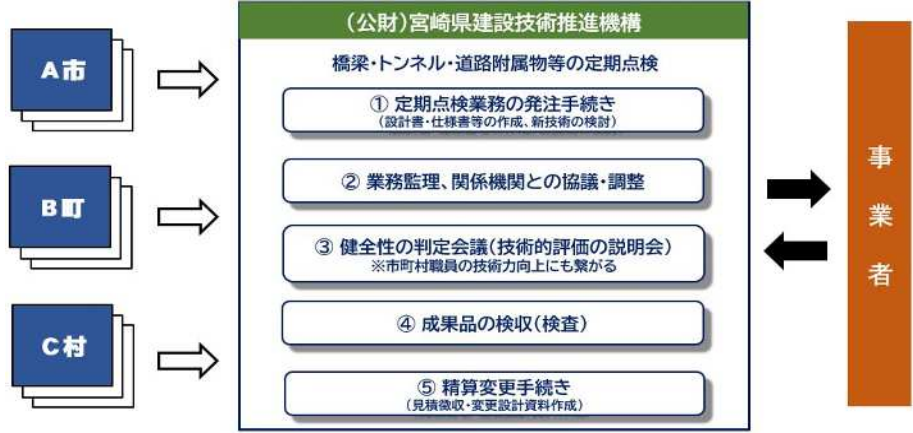 (公財)宮崎県建設技術推進機構
橋梁・トンネル・道路附属物等の定期点検
A市
B町
C村
① 定期点検業務の発注手続き
(設計書・仕様書等の作成、新技術の検討)
② 業務監理、関係機関との協議・調整
③ 健全性の判定会議(技術的評価の説明会)
※市町村職員の技術力向上にも繋がる
④ 成果品の検収(検査)
⑤ 精算変更手続き
(見積徴収・変更設計資料作成)
事業者